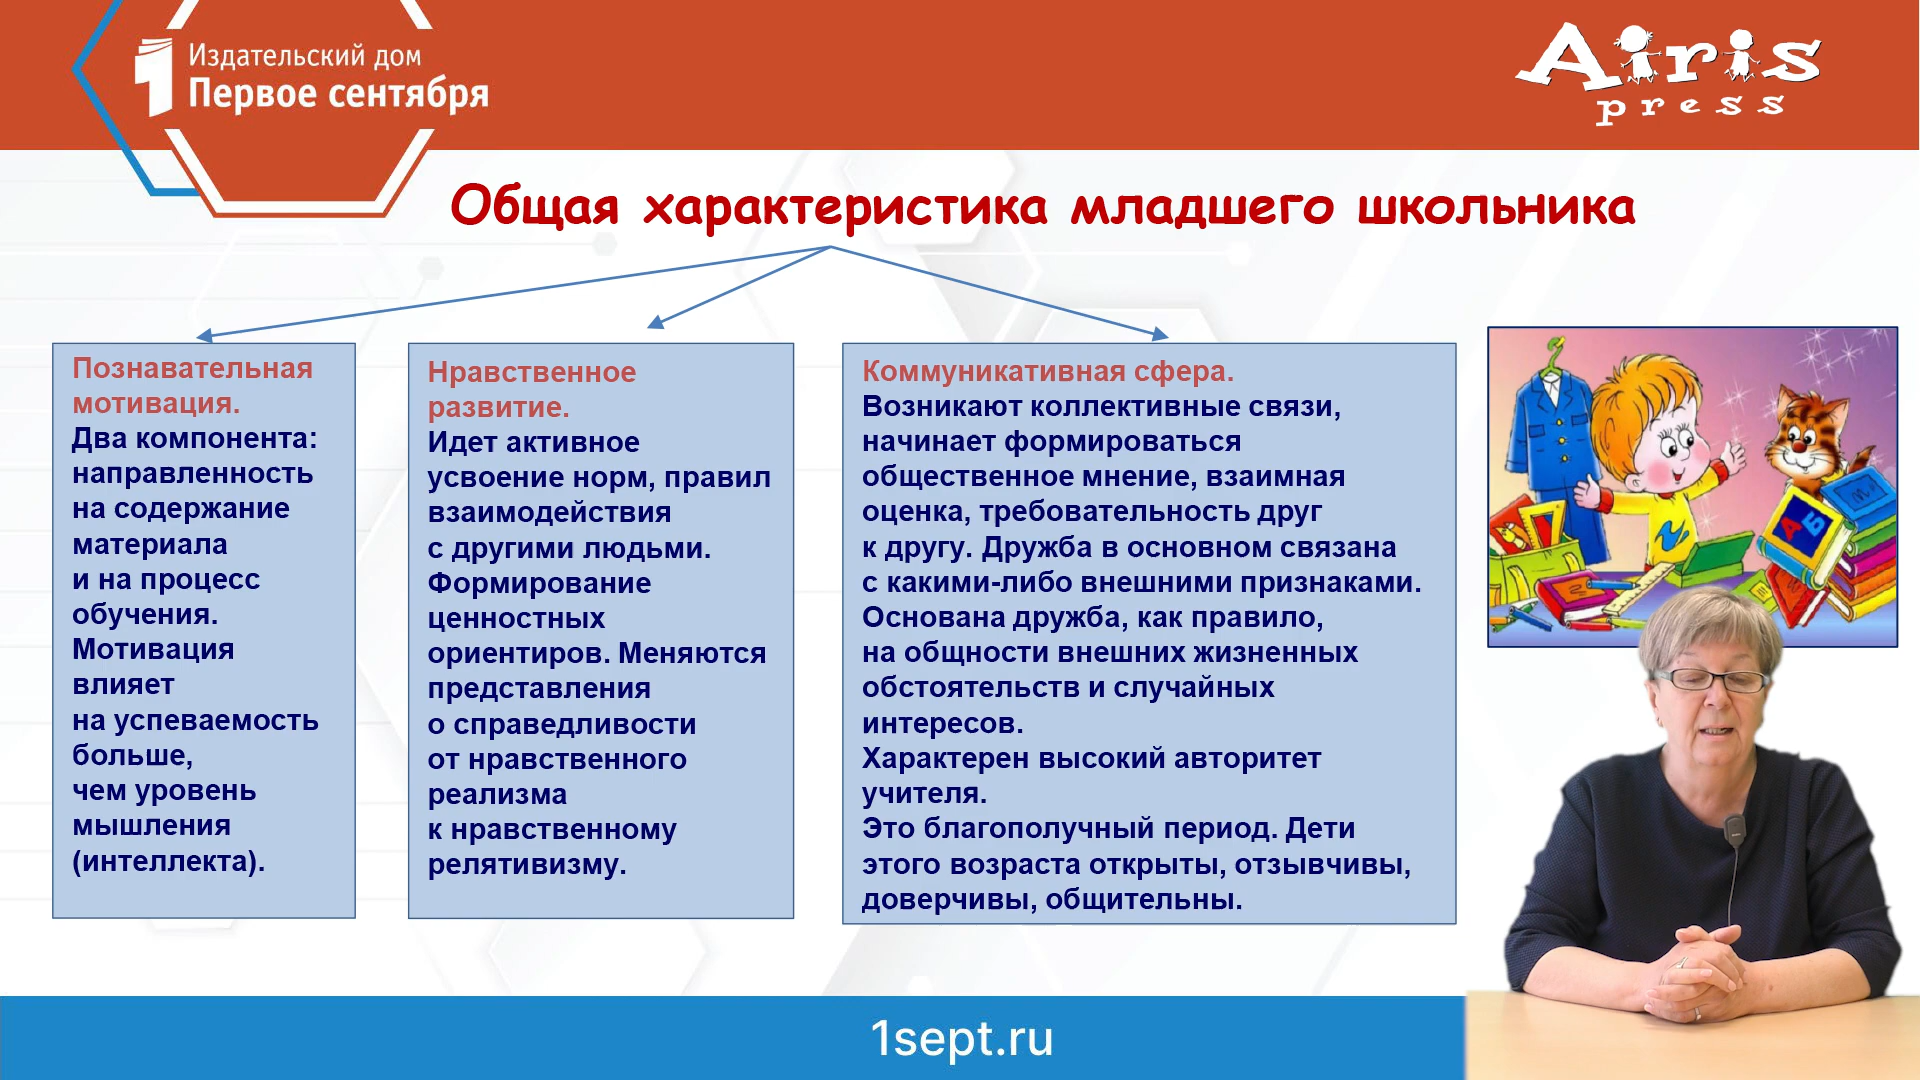 Издательский дом
Первое сентября
Airis
press
Общая характеристика младшего школьника
Познавательная
мотивация.
Два компонента:
направленность
на содержание
материала
и на процесс
обучения.
Мотивация
влияет
на успеваемость
больше,
чем уровень
мышления
(интеллекта).
Нравственное
развитие.
Идет активное
усвоение норм, правил
взаимодействия
с другими людьми.
Формирование
ценностных
ориентиров. Меняются
представления
о справедливости
от нравственного
реализма
к нравственному
релятивизму.
Коммуникативная сфера.
Возникают коллективные связи,
начинает формироваться
общественное мнение, взаимная
оценка, требовательность друг
к другу. Дружба в основном связана
с какими-либо внешними признаками.
Основана дружба, как правило,
на общности внешних жизненных
обстоятельств и случайных
интересов.
Характерен высокий авторитет
учителя.
Это благополучный период. Дети
этого возраста открыты, отзывчивы,
доверчивы, общительны.
А Б
1sept.ru